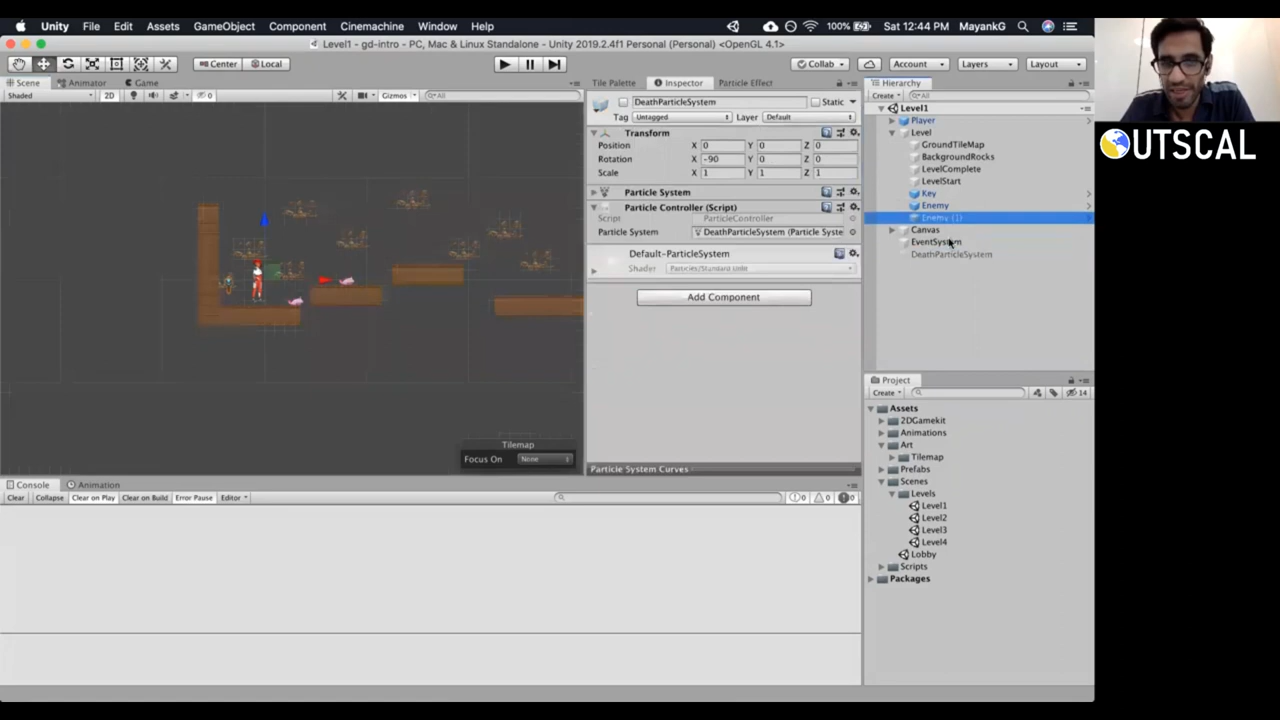 Unity File Edit Assets GameObject Component Cinemachine Window Help 100% Sat 12:44 PM MayankG
Level1 - gd-intro - PC, Mac & Linux Standalone - Unity 2019.2.4f1 Personal (Personal) <OpenGL 4.1>
Center Local Collab Account Layers Layout
Scene Animator Game
Shaded 2D 0 Gizmos All
Tile Palette Inspector Particle Effect
DeathParticleSystem Static
Tag Untagged Layer Default
Transform
Position X 0 Y 0 Z 0
Rotation X -90 Y 0 Z 0
Scale X 1 Y 1 Z 1
Particle System
Particle Controller (Script)
Script ParticleController
Particle System DeathParticleSystem (Particle Syste
Default-ParticleSystem
Shader Particles/Standard Unlit
Add Component
Particle System Curves
Hierarchy
Create All
Level1
Player
Level
GroundTileMap
BackgroundRocks
LevelComplete
LevelStart
Key
Enemy
Enemy (1)
Canvas
EventSystem
DeathParticleSystem
Project
Create 14
Assets
2DGamekit
Animations
Art
Tilemap
Prefabs
Scenes
Levels
Level1
Level2
Level3
Level4
Lobby
Scripts
Packages
Tilemap
Focus On None
Console Animation
Clear Collapse Clear on Play Clear on Build Error Pause Editor 0 0 0
OUTSCAL